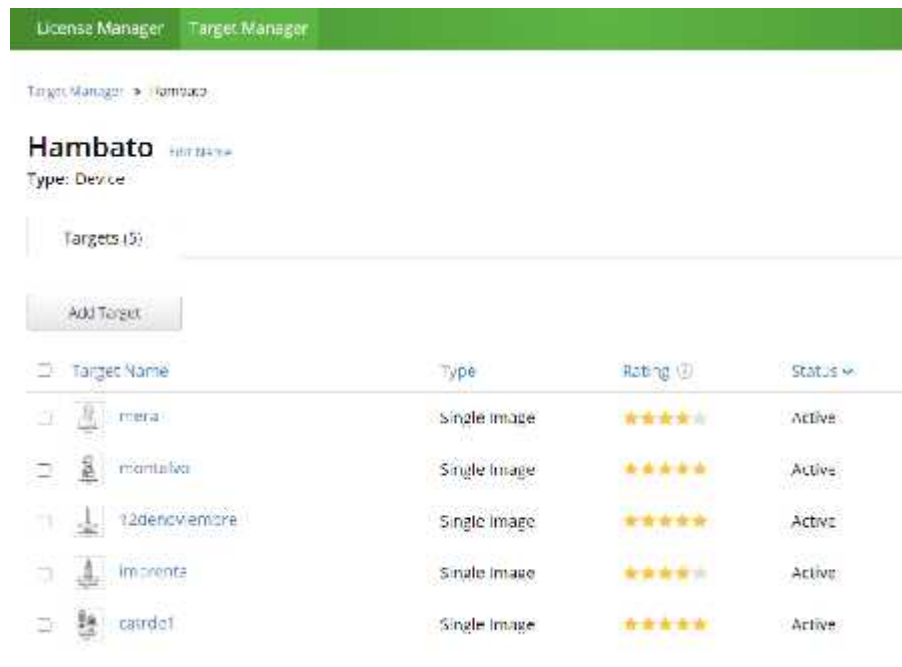 License Manager Target Manager
Target Manager > Hambato
Hambato Edit Name
Type: Device
Targets (5)
Add Target
Target Name Type Rating Status
mera Single Image Active
montalvo Single Image Active
12denoviembre Single Image Active
imprenta Single Image Active
Single Image Active